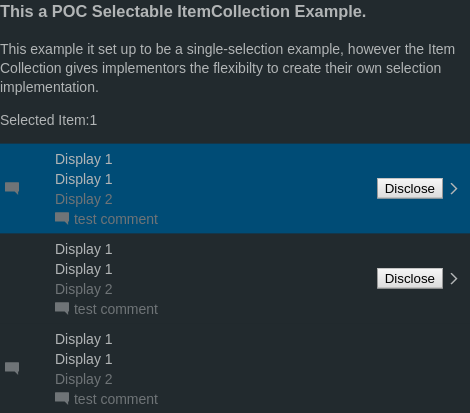 This a POC Selectable ItemCollection Example.
This example it set up to be a single-selection example, however the Item
Collection gives implementors the flexibilty to create their own selection
implementation.
Selected Item:1
Display 1
Display 1
Display 2
test comment
Disclose
Display 1
Display 1
Display 2
test comment
Disclose
Display 1
Display 1
Display 2
test comment